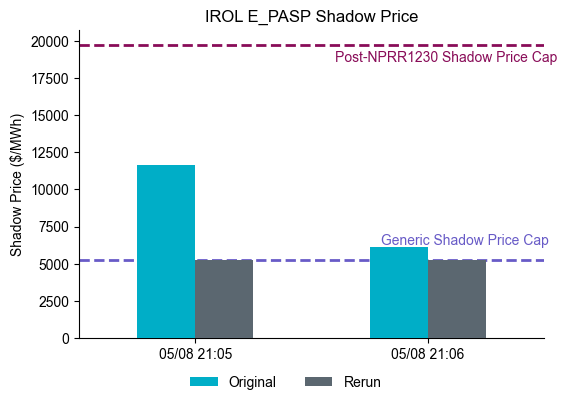 IROL E_PASP Shadow Price
20000
Post-NPRR1230 Shadow Price Cap
17500
15000
12500
10000
7500
Generic Shadow Price Cap
5000
2500
0
Shadow Price ($/MWh)
05/08 21:05 05/08 21:06
Original Rerun